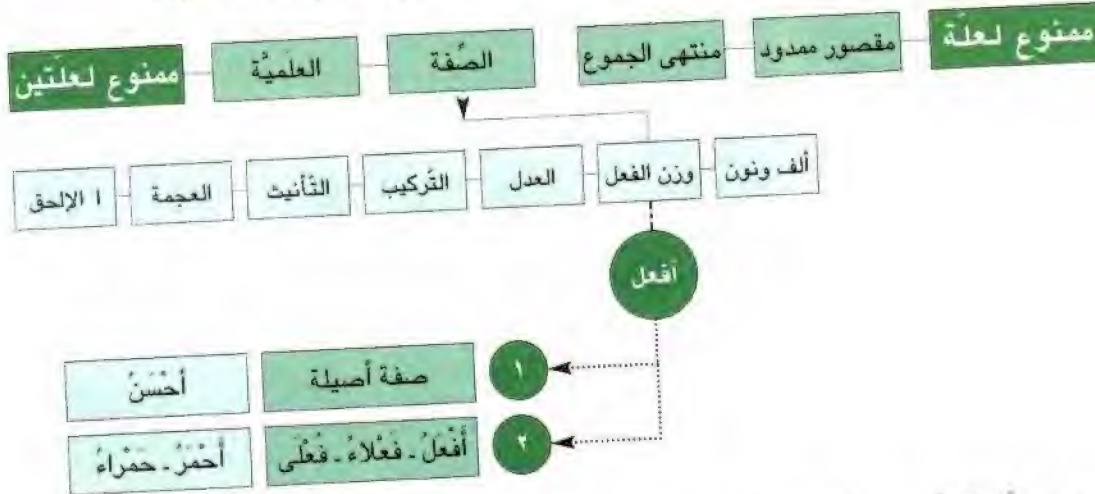 ممنوع لعلّة
مقصور ممدود
منتهى الجموع
الصِّفة
العلميَّة
ممنوع لعلّتين
ألف ونون
وزن الفعل
العدل
التَّركيب
التَّأنيث
العجمة
ا الإلحق
أفعل
١
صفة أصيلة
أحْسَنُ
٢
أَفْعَلُ - فَعْلاءُ - فُعْلَى
أحْمَرُ - حَمْراءُ